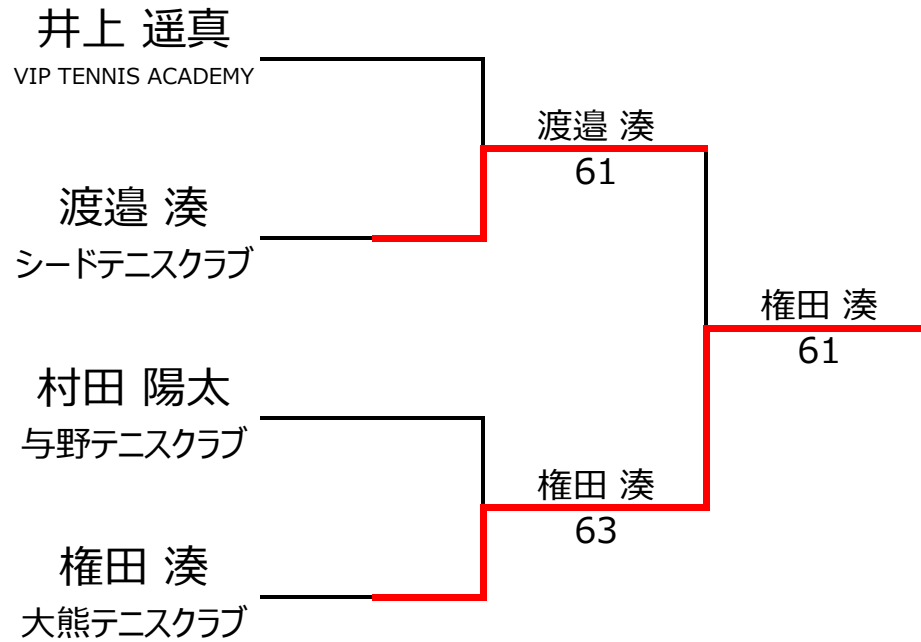 井上 遥真
VIP TENNIS ACADEMY
渡邉 湊
61
渡邉 湊
シードテニスクラブ
権田 湊
61
村田 陽太
与野テニスクラブ
権田 湊
63
権田 湊
大熊テニスクラブ